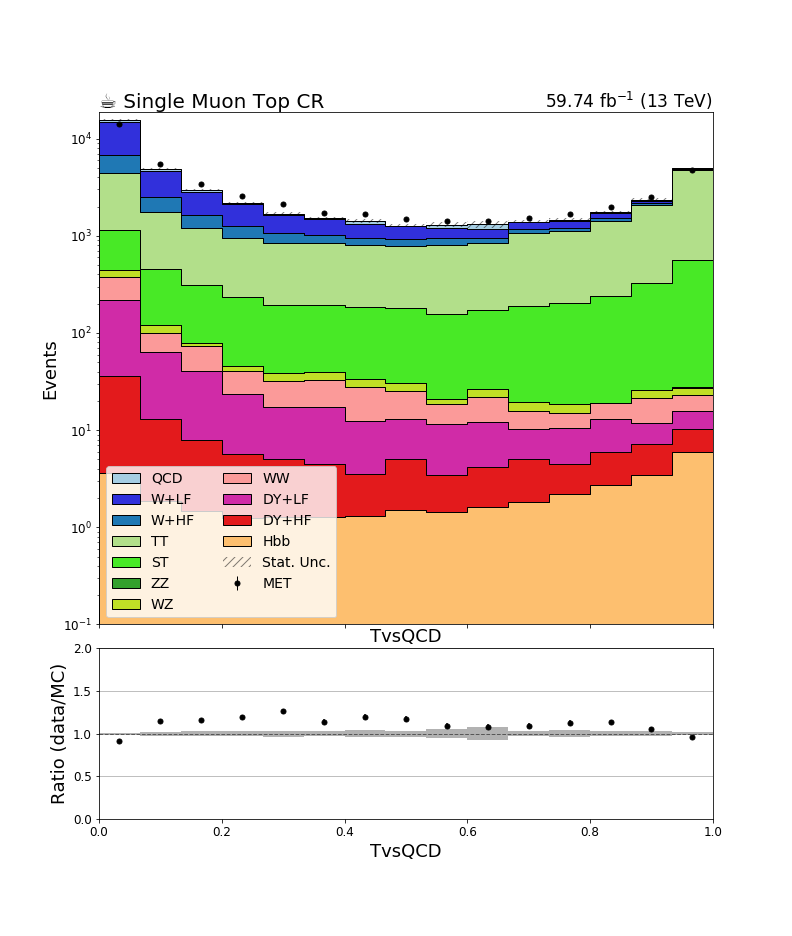 ☕ Single Muon Top CR 59.74 fb⁻¹ (13 TeV)
Events
10⁴
10³
10²
10¹
10⁰
10⁻¹
QCD WW
W+LF DY+LF
W+HF DY+HF
TT Hbb
ST Stat. Unc.
ZZ MET
WZ
TvsQCD
Ratio (data/MC)
2.0
1.5
1.0
0.5
0.0
0.0 0.2 0.4 0.6 0.8 1.0
TvsQCD